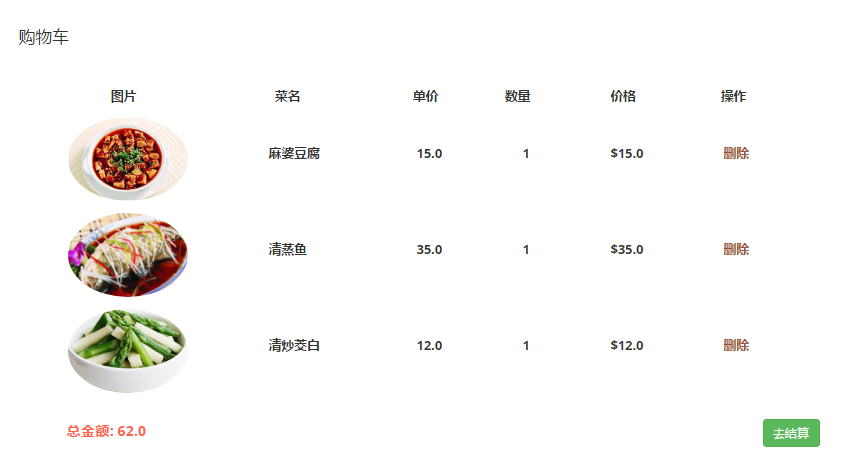 购物车
图片 菜名 单价 数量 价格 操作
麻婆豆腐 15.0 1 $15.0 删除
清蒸鱼 35.0 1 $35.0 删除
清炒茭白 12.0 1 $12.0 删除
总金额: 62.0 去结算